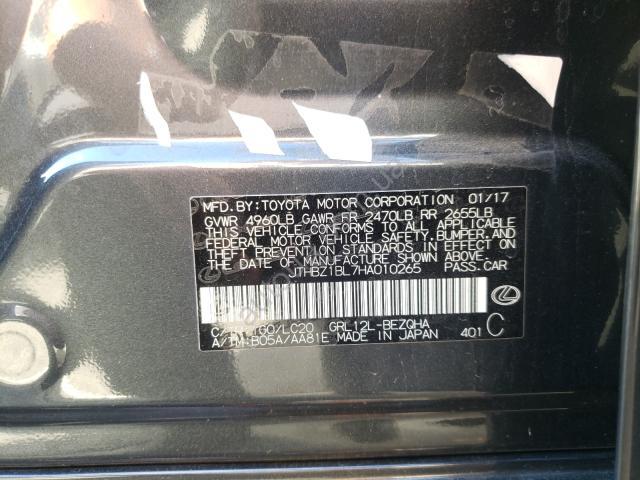 MFD. BY: TOYOTA MOTOR CORPORATION 01/17
GVWR 4960LB GAWR FR 2470LB RR 2655LB
THIS VEHICLE CONFORMS TO ALL APPLICABLE
FEDERAL MOTOR VEHICLE SAFETY, BUMPER, AND
THEFT PREVENTION STANDARDS IN EFFECT ON
THE DATE OF MANUFACTURE SHOWN ABOVE.
JTHBZ1BL7HA010265 PASS.CAR
1G0/LC20 GRL12L-BEZQHA
C
A/TM:B05A/AA81E MADE IN JAPAN 401